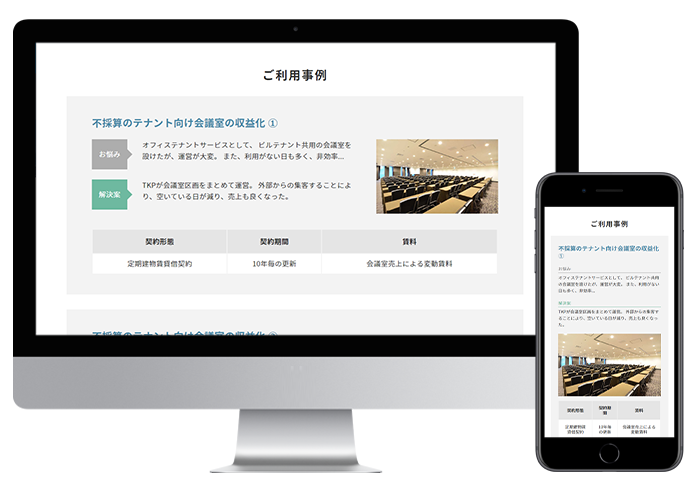 ご利用事例
不採算のテナント向け会議室の収益化 ①
お悩み
オフィステナントサービスとして、 ビルテナント共用の会議室を
設けたが、運営が大変。 また、利用がない日も多く、非効率...
解決案
TKPが会議室区画をまとめて運営。 外部からの集客することによ
り、空いている日が減り、売上も良くなった。
契約形態 契約期間 賃料
定期建物賃貸借契約 10年毎の更新 会議室売上による変動賃料
不採算のテナント向け会議室の収益化
ご利用事例
不採算のテナント向け会議室の収益化
①
お悩み
オフィステナントサービスとして、 ビルテナント共用
の会議室を設けたが、運営が大変。 また、利用がない
日も多く、非効率...
解決案
TKPが会議室区画をまとめて運営。 外部からの集客す
ることにより、空いている日が減り、売上も良くなっ
た。
契約形態 契約期間 賃料
定期建物賃貸借契約 10年毎の更新 会議室売上による変動賃料